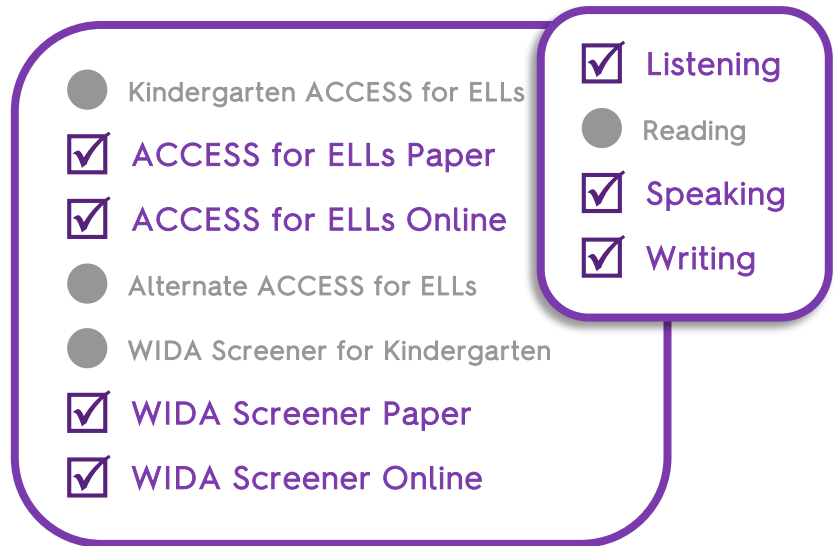 Kindergarten ACCESS for ELLs
ACCESS for ELLs Paper
ACCESS for ELLs Online
Alternate ACCESS for ELLs
WIDA Screener for Kindergarten
WIDA Screener Paper
WIDA Screener Online
Listening
Reading
Speaking
Writing